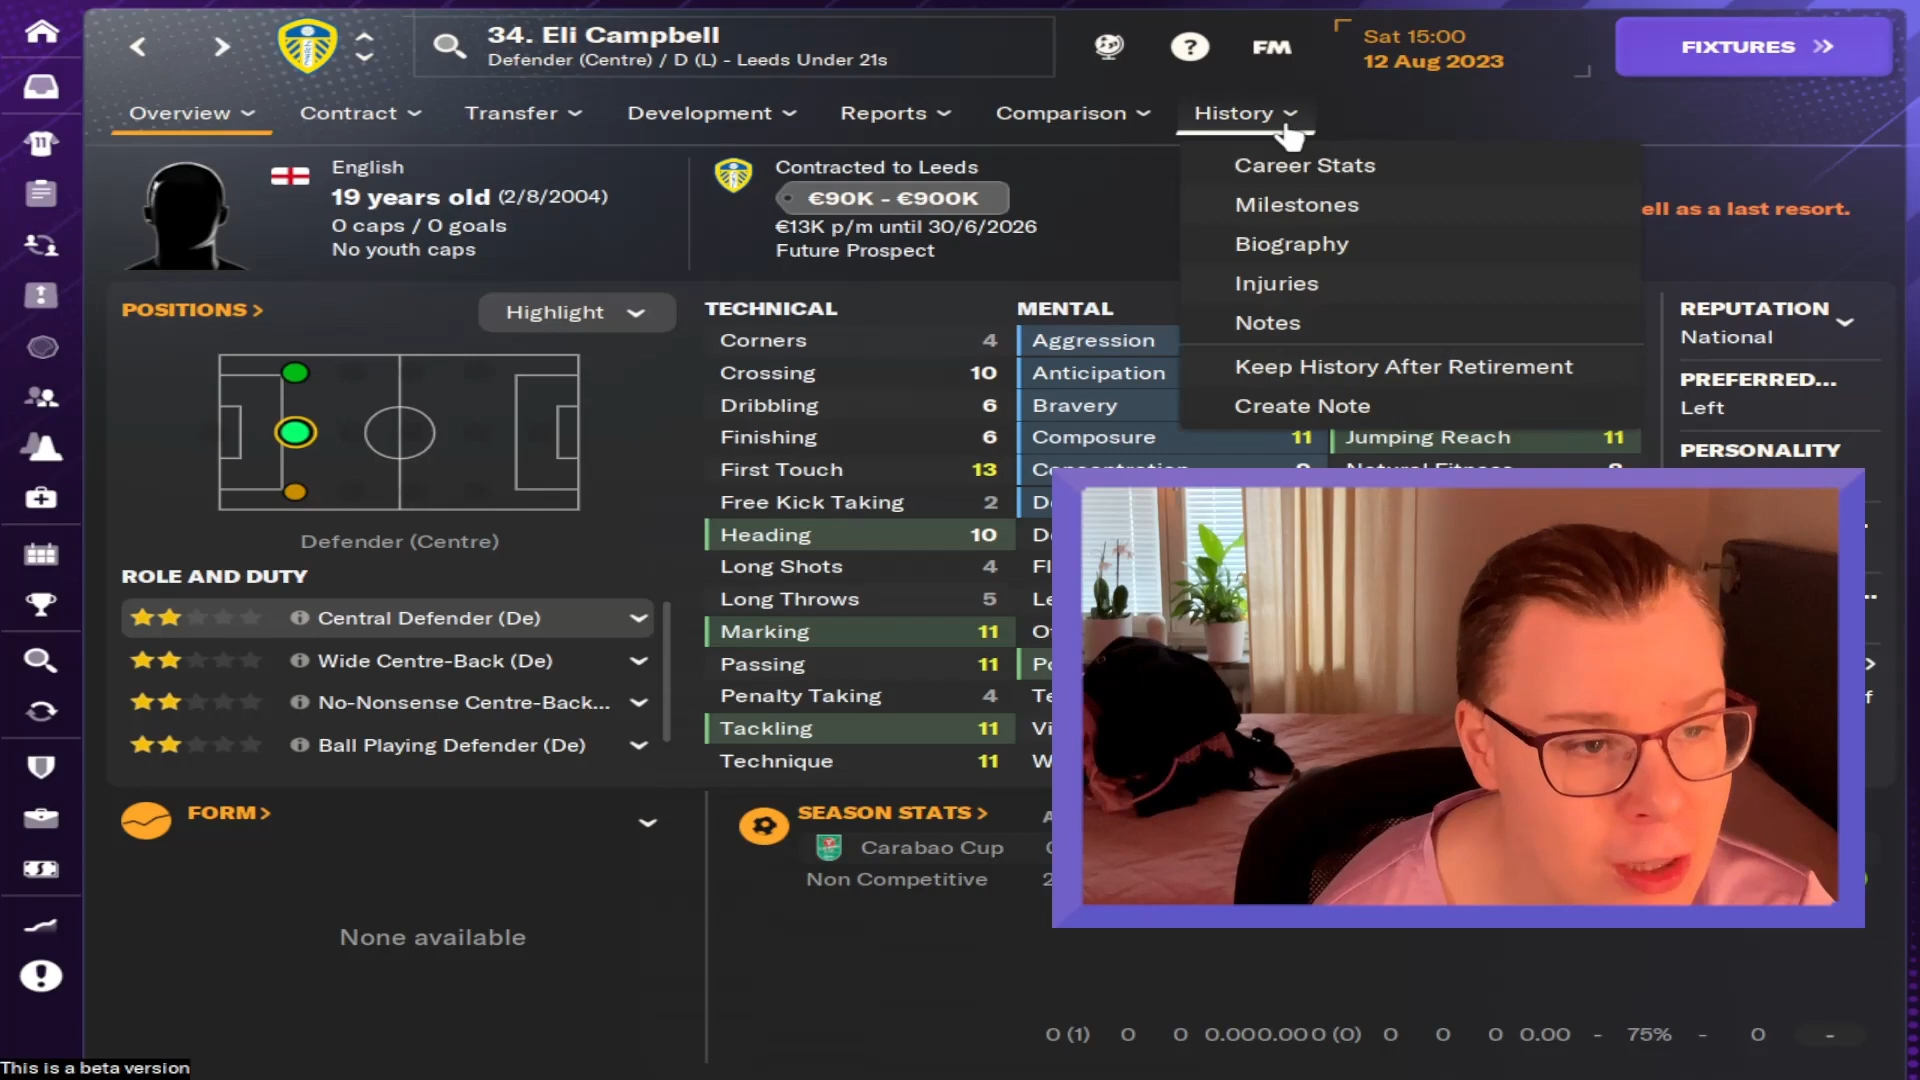 34. Eli Campbell
Defender (Centre) / D (L) - Leeds Under 21s
?
FM
Sat 15:00
12 Aug 2023
FIXTURES
Overview
Contract
Transfer
Development
Reports
Comparison
History
Career Stats
Milestones
Biography
Injuries
Notes
Keep History After Retirement
Create Note
English
19 years old (2/8/2004)
0 caps / 0 goals
No youth caps
Contracted to Leeds
€90K - €900K
€13K p/m until 30/6/2026
Future Prospect
ell as a last resort.
POSITIONS >
Highlight
Defender (Centre)
ROLE AND DUTY
Central Defender (De)
Wide Centre-Back (De)
No-Nonsense Centre-Back...
Ball Playing Defender (De)
TECHNICAL
Corners 4
Crossing 10
Dribbling 6
Finishing 6
First Touch 13
Free Kick Taking 2
Heading 10
Long Shots 4
Long Throws 5
Marking 11
Passing 11
Penalty Taking 4
Tackling 11
Technique 11
MENTAL
Aggression
Anticipation
Bravery
Composure 11
Jumping Reach 11
REPUTATION
National
PREFERRED...
Left
PERSONALITY
FORM >
None available
SEASON STATS >
Carabao Cup
Non Competitive
0 (1) 0 0 0.00 0.00 0 (0) 0 0 0 0.00 - 75% - 0 -
This is a beta version